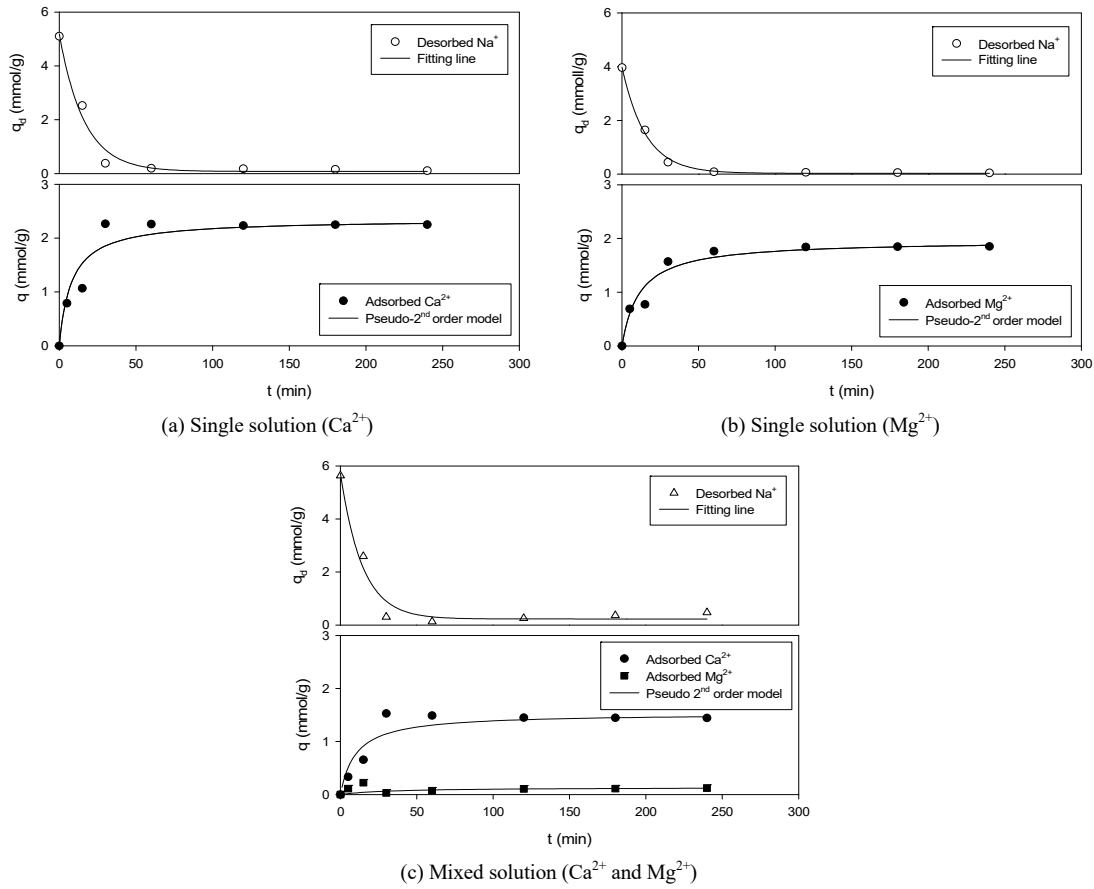 6
4
2
0
q_d (mmol/g)
Desorbed Na⁺
Fitting line
3
2
1
0
q (mmol/g)
Adsorbed Ca²⁺
Pseudo-2ⁿᵈ order model
0 50 100 150 200 250 300
t (min)
(a) Single solution (Ca²⁺)
6
4
2
0
q_d (mmoll/g)
Desorbed Na⁺
Fitting line
3
2
1
0
q (mmol/g)
Adsorbed Mg²⁺
Pseudo-2ⁿᵈ order model
0 50 100 150 200 250 300
t (min)
(b) Single solution (Mg²⁺)
6
4
2
0
q_d (mmol/g)
Desorbed Na⁺
Fitting line
3
2
1
0
q (mmol/g)
Adsorbed Ca²⁺
Adsorbed Mg²⁺
Pseudo 2ⁿᵈ order model
0 50 100 150 200 250 300
t (min)
(c) Mixed solution (Ca²⁺ and Mg²⁺)